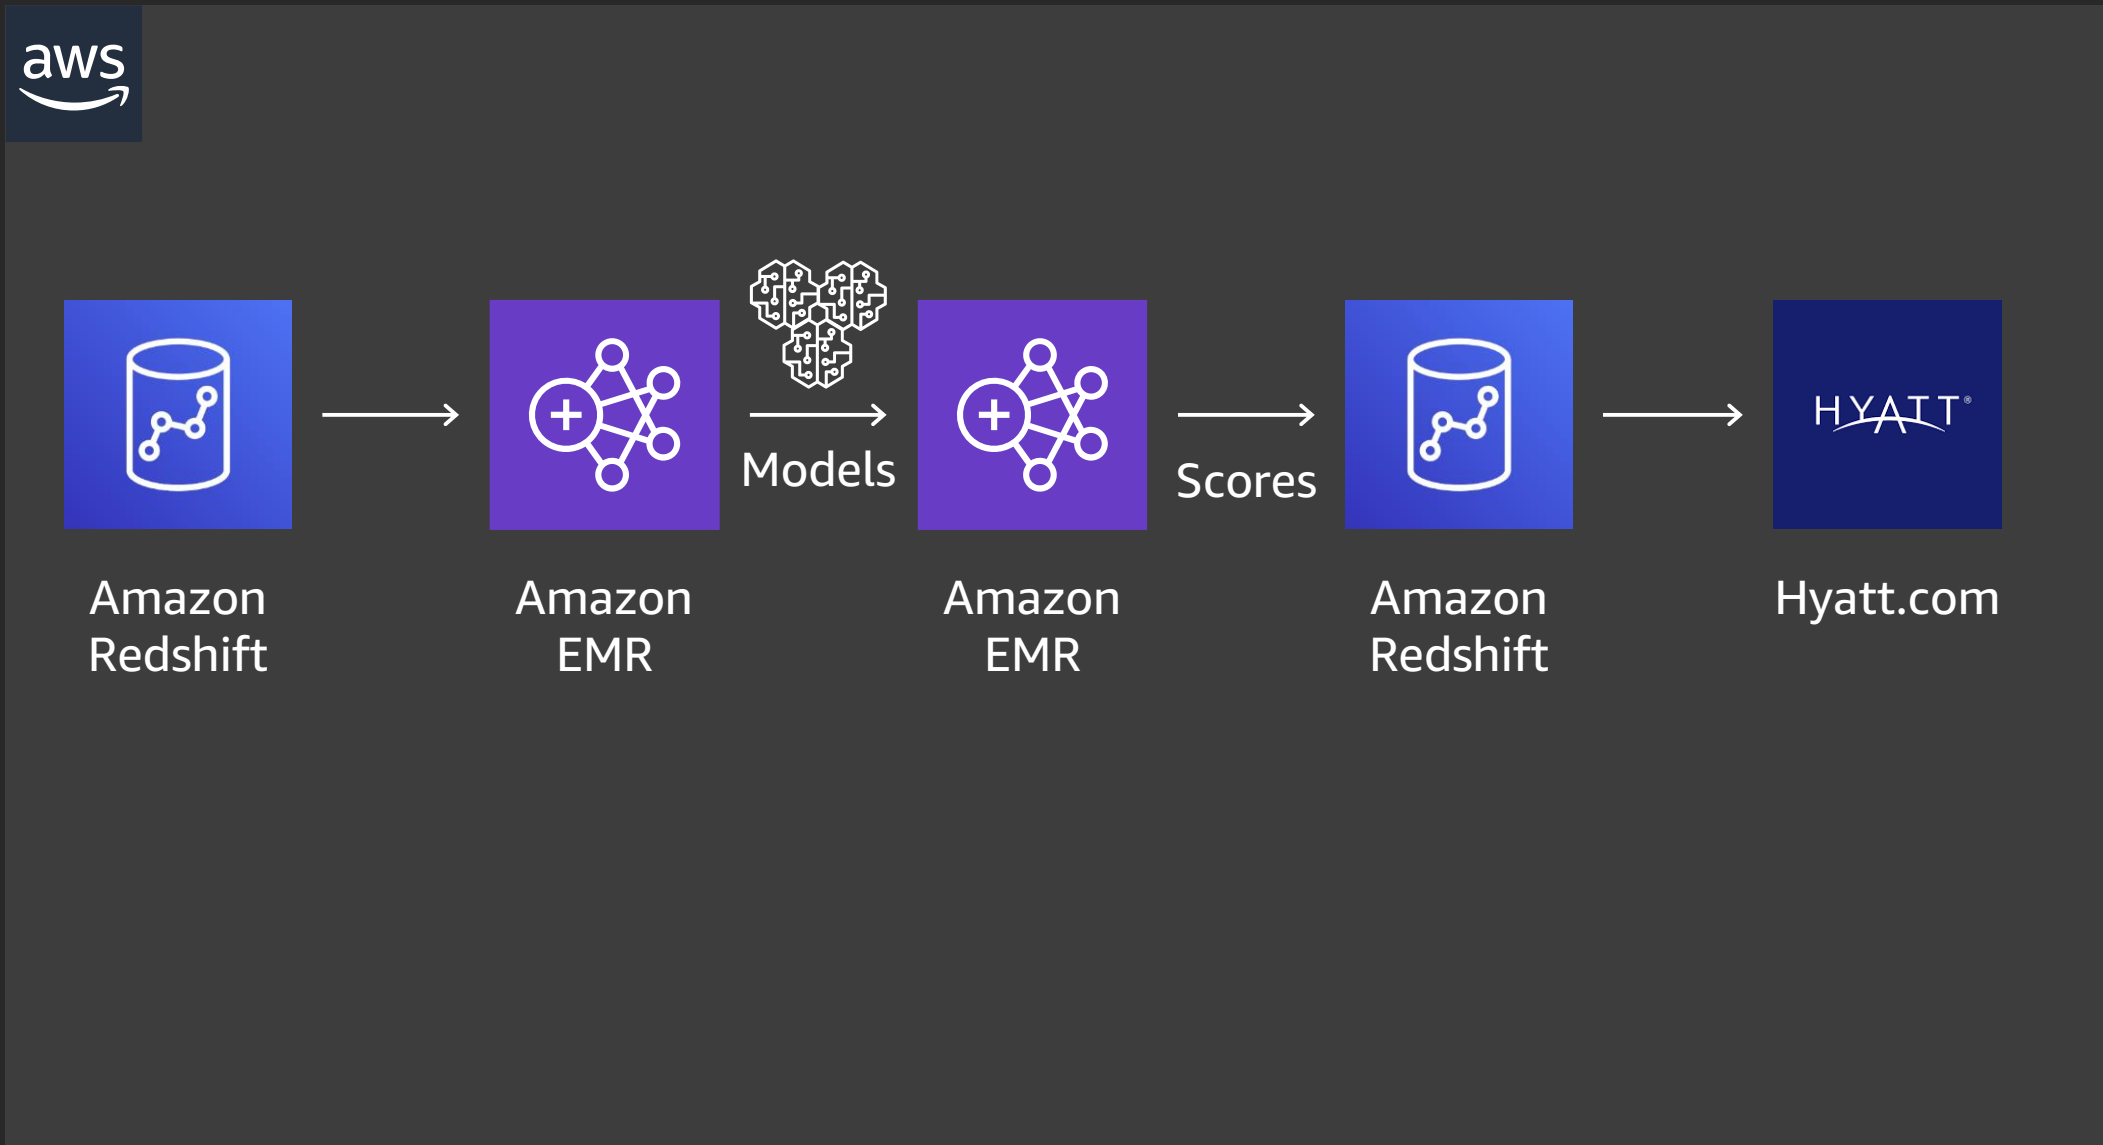 aws
Models
Scores
HYATT®
Amazon
Redshift
Amazon
EMR
Amazon
EMR
Amazon
Redshift
Hyatt.com